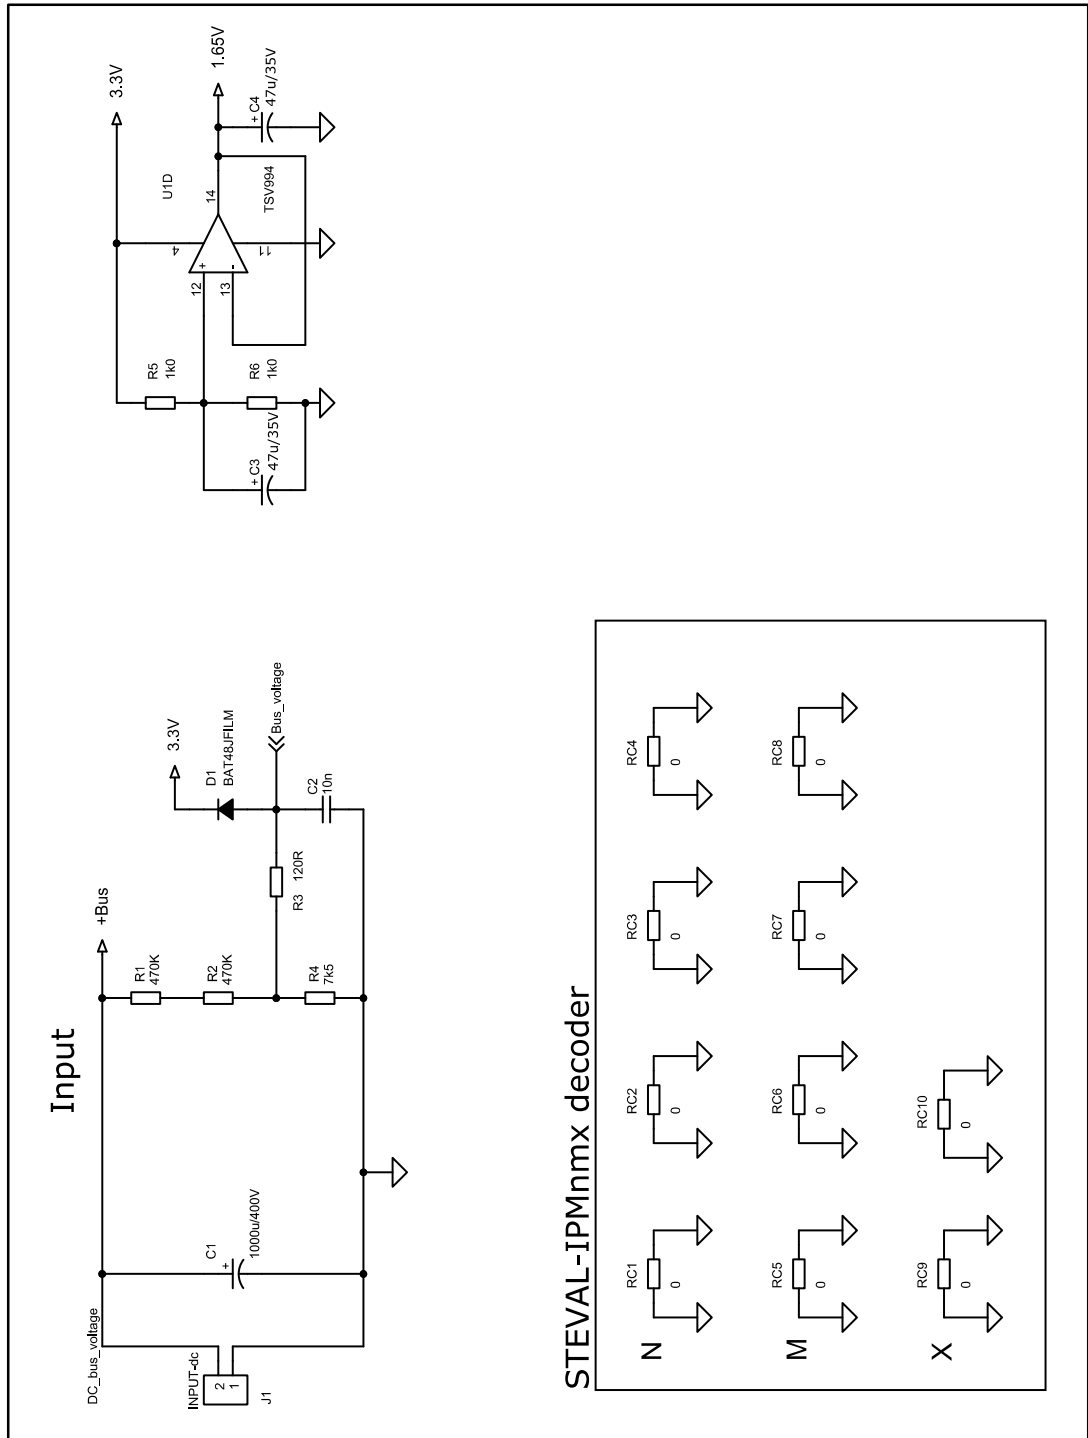 Input
DC_bus_voltage
INPUT-dc
2
1
J1
C1
+
1000u/400V
+Bus
R1
470K
R2
470K
R4
7k5
R3 120R
3.3V
D1
BAT48JFILM
C2
10n
Bus_voltage
3.3V
R5
1k0
R6
1k0
+ C3
47u/35V
U1D
4
12
+
13
-
11
14
TSV994
1.65V
+ C4
47u/35V
STEVAL-IPMnmx decoder
N
RC1
0
RC2
0
RC3
0
RC4
0
M
RC5
0
RC6
0
RC7
0
RC8
0
X
RC9
0
RC10
0